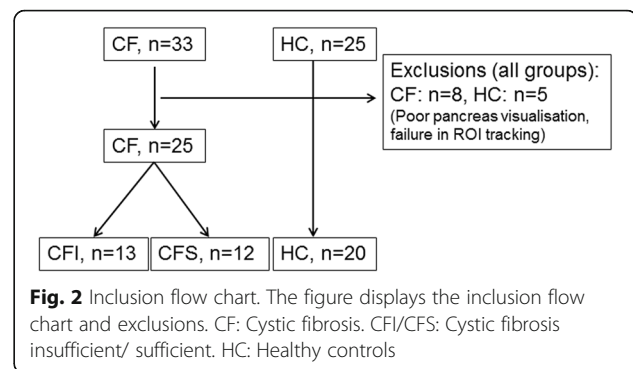 CF, n=33
HC, n=25
Exclusions (all groups):
CF: n=8, HC: n=5
(Poor pancreas visualisation,
failure in ROI tracking)
CF, n=25
CFI, n=13
CFS, n=12
HC, n=20
Fig. 2 Inclusion flow chart. The figure displays the inclusion flow
chart and exclusions. CF: Cystic fibrosis. CFI/CFS: Cystic fibrosis
insufficient/ sufficient. HC: Healthy controls